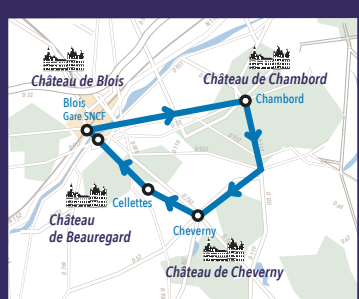 Château de Blois
Château de Chambord
Blois
Gare SNCF
Chambord
Cellettes
Château
de Beauregard
Cheverny
Château de Cheverny